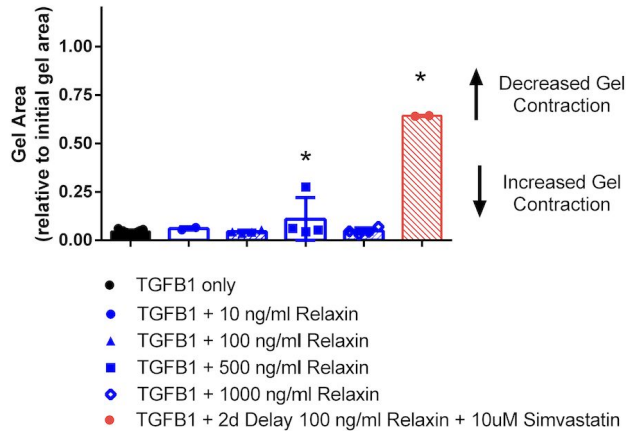 Gel Area
(relative to initial gel area)
1.00
0.75
0.50
0.25
0.00
*
*
Decreased Gel
Contraction
Increased Gel
Contraction
TGFB1 only
TGFB1 + 10 ng/ml Relaxin
TGFB1 + 100 ng/ml Relaxin
TGFB1 + 500 ng/ml Relaxin
TGFB1 + 1000 ng/ml Relaxin
TGFB1 + 2d Delay 100 ng/ml Relaxin + 10uM Simvastatin